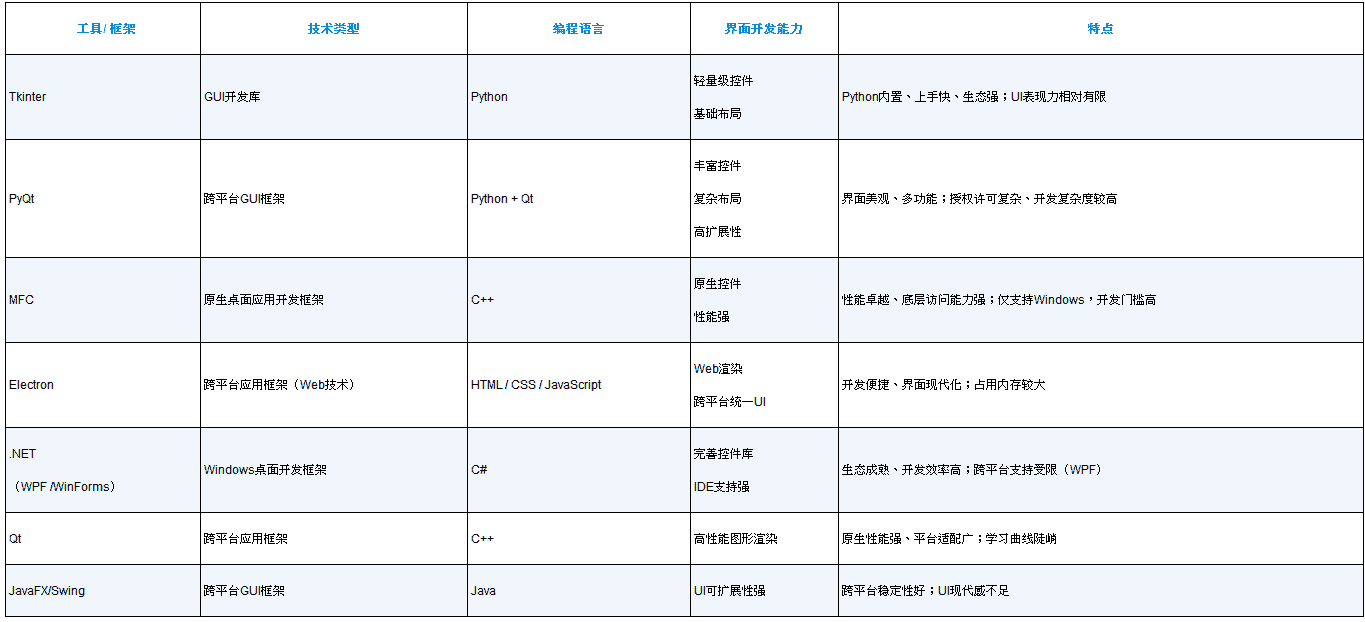 工具/ 框架 技术类型 编程语言 界面开发能力 特点
Tkinter GUI开发库 Python 轻量级控件 基础布局 Python内置、上手快、生态强；UI表现力相对有限
PyQt 跨平台GUI框架 Python + Qt 丰富控件 复杂布局 高扩展性 界面美观、多功能；授权许可复杂、开发复杂度较高
MFC 原生桌面应用开发框架 C++ 原生控件 性能强 性能卓越、底层访问能力强；仅支持Windows，开发门槛高
Electron 跨平台应用框架（Web技术） HTML / CSS / JavaScript Web渲染 跨平台统一UI 开发便捷、界面现代化；占用内存较大
.NET （WPF /WinForms） Windows桌面开发框架 C# 完善控件库 IDE支持强 生态成熟、开发效率高；跨平台支持受限（WPF）
Qt 跨平台应用框架 C++ 高性能图形渲染 原生性能强、平台适配广；学习曲线陡峭
JavaFX/Swing 跨平台GUI框架 Java UI可扩展性强 跨平台稳定性好；UI现代感不足